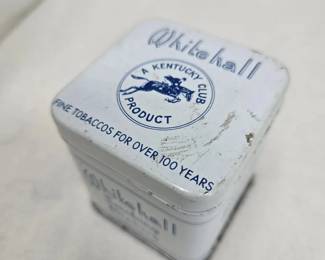 Whitehall
A KENTUCKY CLUB
PRODUCT
FINE TOBACCOS FOR OVER 100 YEARS
Whitehall